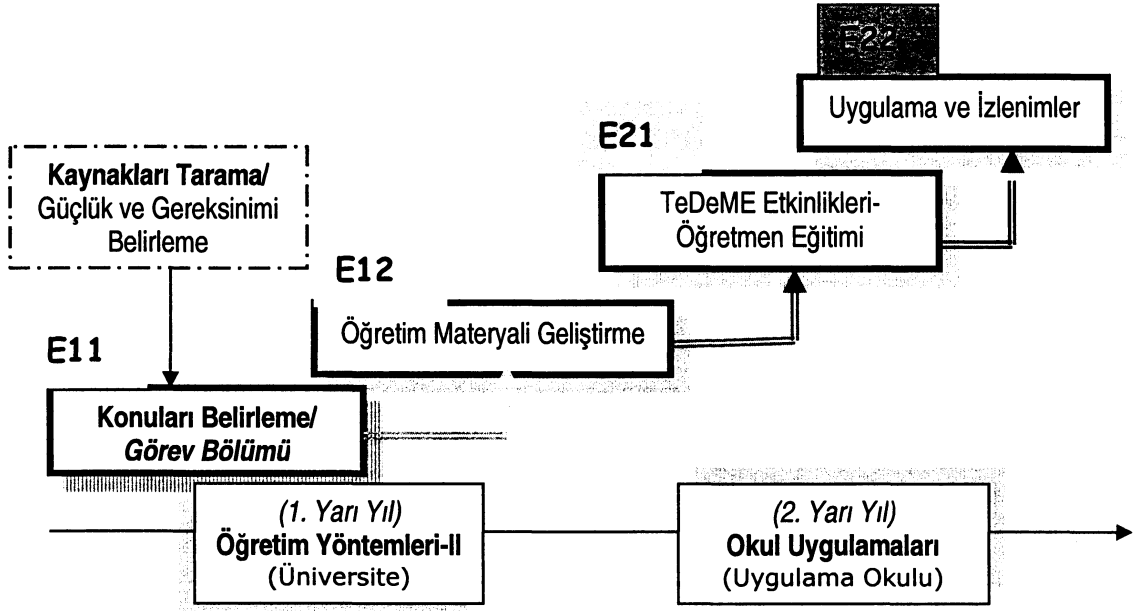 E22
Uygulama ve İzlenimler
E21
TeDeME Etkinlikleri-
Öğretmen Eğitimi
Kaynakları Tarama/
Güçlük ve Gereksinimi
Belirleme
E12
Öğretim Materyali Geliştirme
E11
Konuları Belirleme/
Görev Bölümü
(1. Yarı Yıl)
Öğretim Yöntemleri-II
(Üniversite)
(2. Yarı Yıl)
Okul Uygulamaları
(Uygulama Okulu)